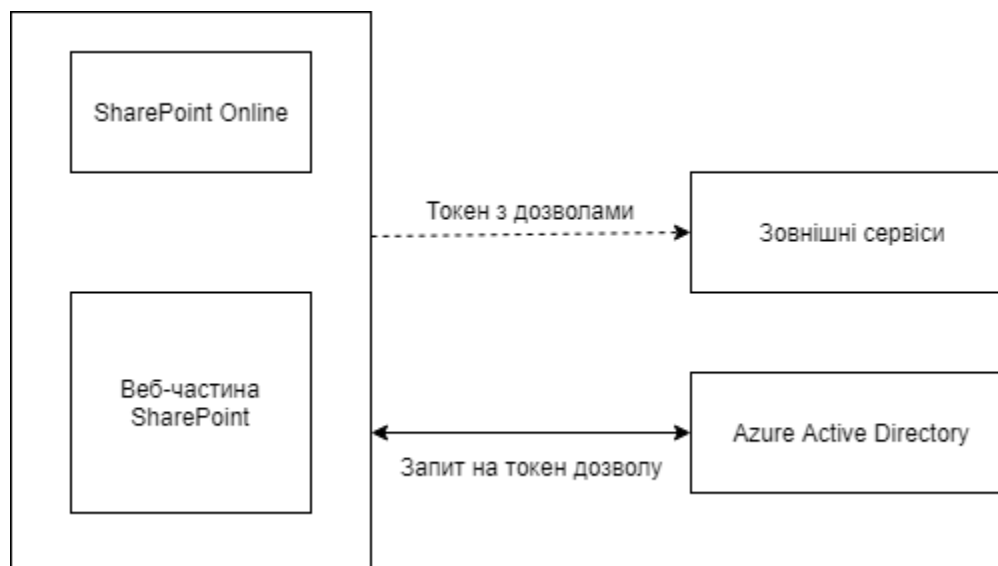 SharePoint Online
Токен з дозволами
Зовнішні сервіси
Веб-частина
SharePoint
Azure Active Directory
Запит на токен дозволу